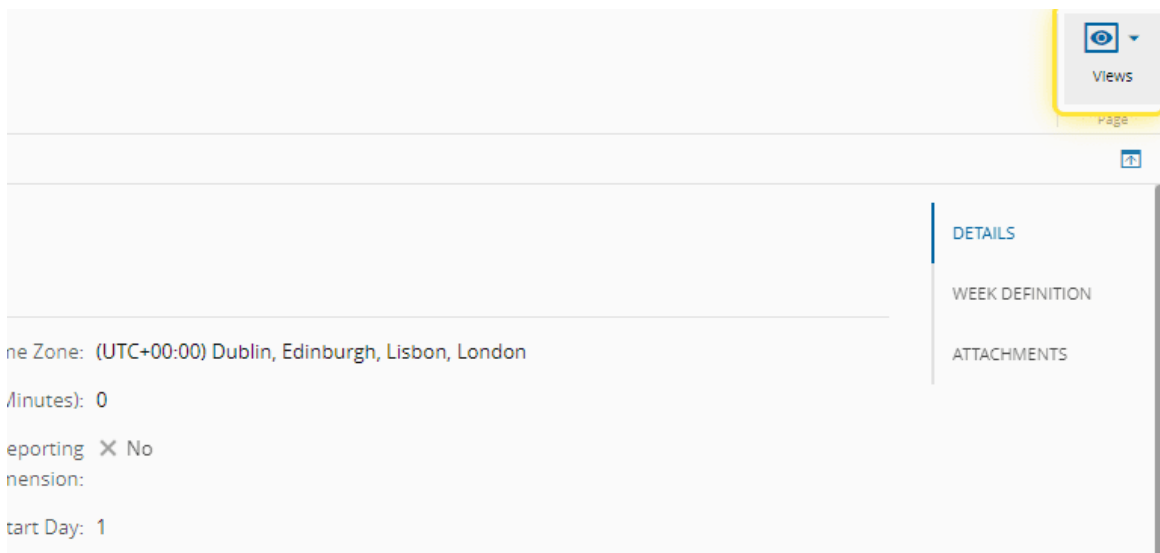 Views
Page
DETAILS
WEEK DEFINITION
ATTACHMENTS
ne Zone: (UTC+00:00) Dublin, Edinburgh, Lisbon, London
Minutes): 0
eporting No
nension:
tart Day: 1